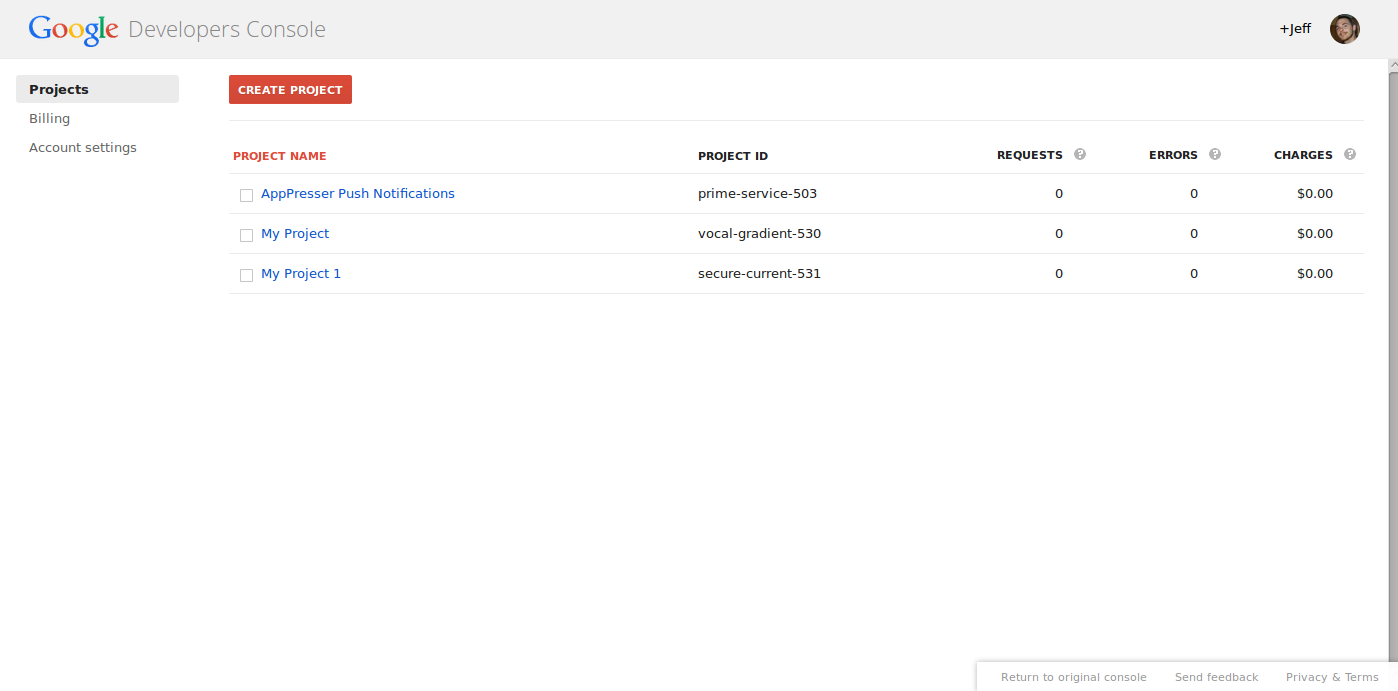 Google Developers Console
+Jeff
Projects
Billing
Account settings
CREATE PROJECT
PROJECT NAME PROJECT ID REQUESTS ? ERRORS ? CHARGES ?
AppPresser Push Notifications prime-service-503 0 0 $0.00
My Project vocal-gradient-530 0 0 $0.00
My Project 1 secure-current-531 0 0 $0.00
Return to original console Send feedback Privacy & Terms